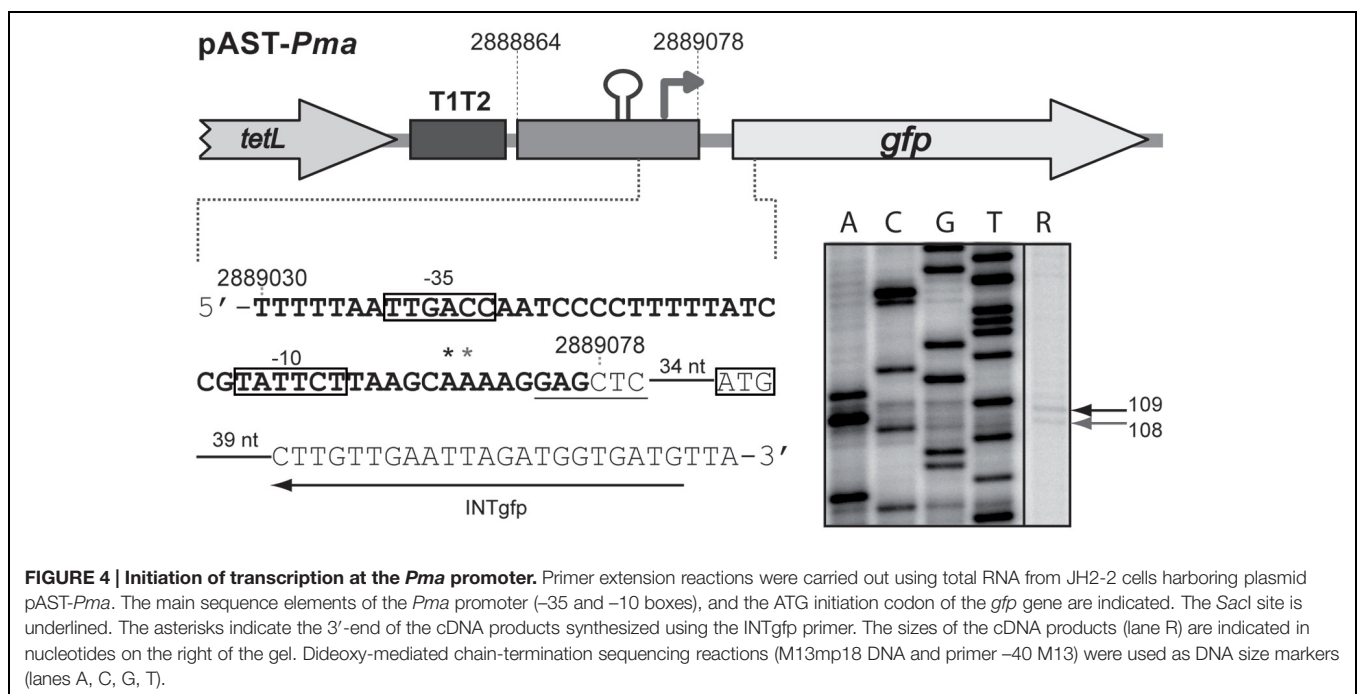 pAST-Pma
2888864
2889078
T1T2
tetL
gfp
A C G T R
2889030
-35
5′-TTTTTAATTGACCAATCCCCTTTTTATC
-10
* *
2889078
CGTATTCTTAAGCAAAAGGAGCTC
34 nt
ATG
39 nt
CTTGTTGAATTAGATGGTGATGTTA-3′
INTgfp
109
108
FIGURE 4 | Initiation of transcription at the Pma promoter. Primer extension reactions were carried out using total RNA from JH2-2 cells harboring plasmid
pAST-Pma. The main sequence elements of the Pma promoter (–35 and –10 boxes), and the ATG initiation codon of the gfp gene are indicated. The SacI site is
underlined. The asterisks indicate the 3′-end of the cDNA products synthesized using the INTgfp primer. The sizes of the cDNA products (lane R) are indicated in
nucleotides on the right of the gel. Dideoxy-mediated chain-termination sequencing reactions (M13mp18 DNA and primer –40 M13) were used as DNA size markers
(lanes A, C, G, T).